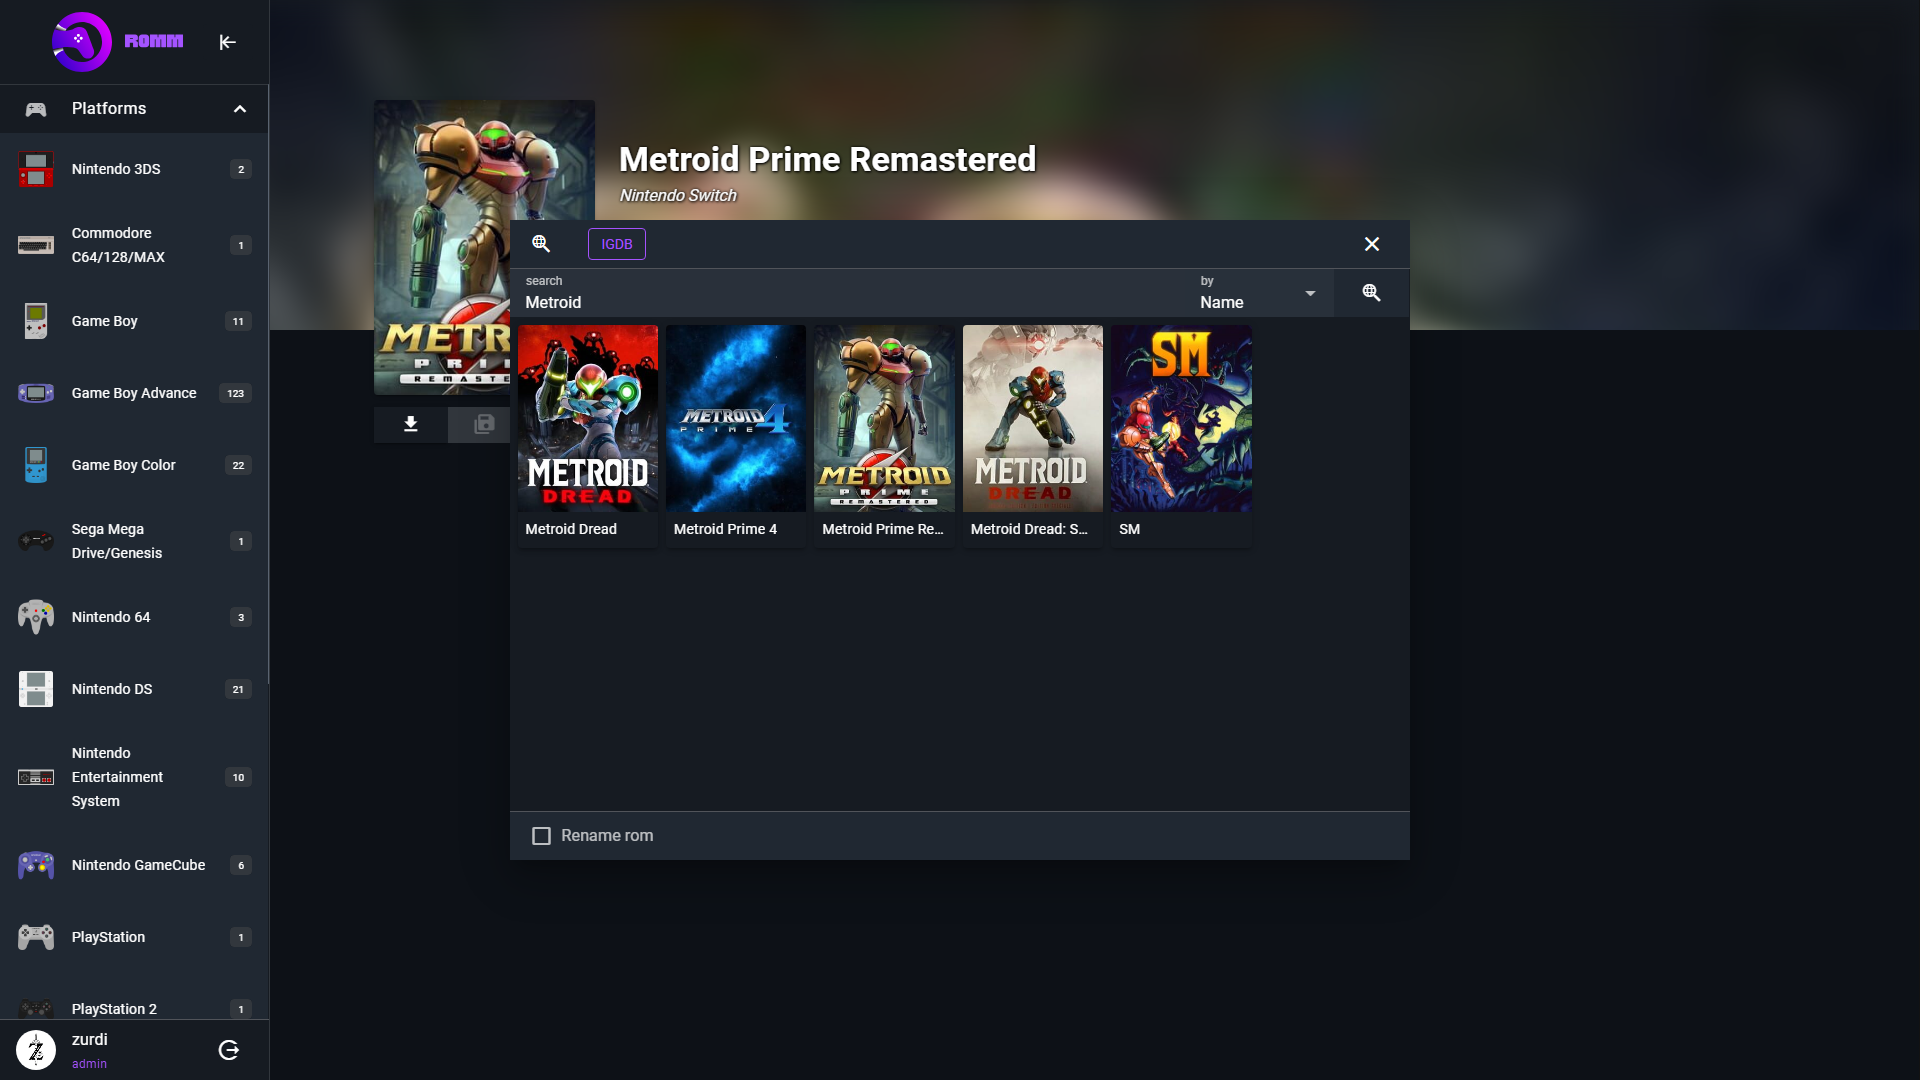 ROMM
Platforms
Nintendo 3DS
2
Commodore
C64/128/MAX
1
Game Boy
11
Game Boy Advance
123
Game Boy Color
22
Sega Mega
Drive/Genesis
1
Nintendo 64
3
Nintendo DS
21
Nintendo
Entertainment
System
10
Nintendo GameCube
6
PlayStation
1
PlayStation 2
1
zurdi
admin
Metroid Prime Remastered
Nintendo Switch
METR
PRI
REMASTERE
IGDB
search
Metroid
by
Name
METROID
DREAD
Metroid Dread
METROID
PRIME 4
Metroid Prime 4
METROID
PRIME
REMASTERED
Metroid Prime Re...
METROID
DREAD
Metroid Dread: S...
SM
SM
Rename rom